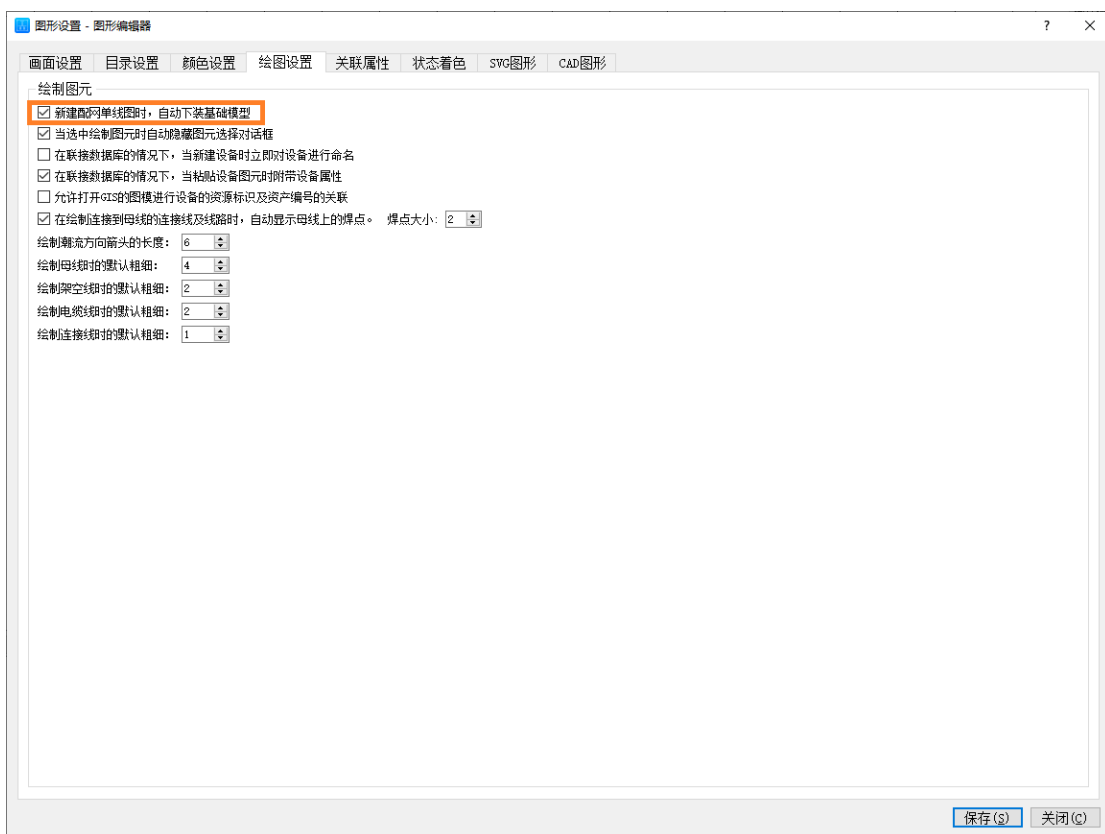 图形设置 - 图形编辑器
? ×
画面设置 目录设置 颜色设置 绘图设置 关联属性 状态着色 SVG图形 CAD图形
绘制图元
新建配网单线图时，自动下装基础模型
当选中绘制图元时自动隐藏图元选择对话框
在联接数据库的情况下，当新建设备时立即对设备进行命名
在联接数据库的情况下，当粘贴设备图元时附带设备属性
允许打开GIS的图模进行设备的资源标识及资产编号的关联
在绘制连接到母线的连接线及线路时，自动显示母线上的焊点。 焊点大小: 2
绘制潮流方向箭头的长度: 6
绘制母线时的默认粗细: 4
绘制架空线时的默认粗细: 2
绘制电缆线时的默认粗细: 2
绘制连接线时的默认粗细: 1
保存(S) 关闭(C)